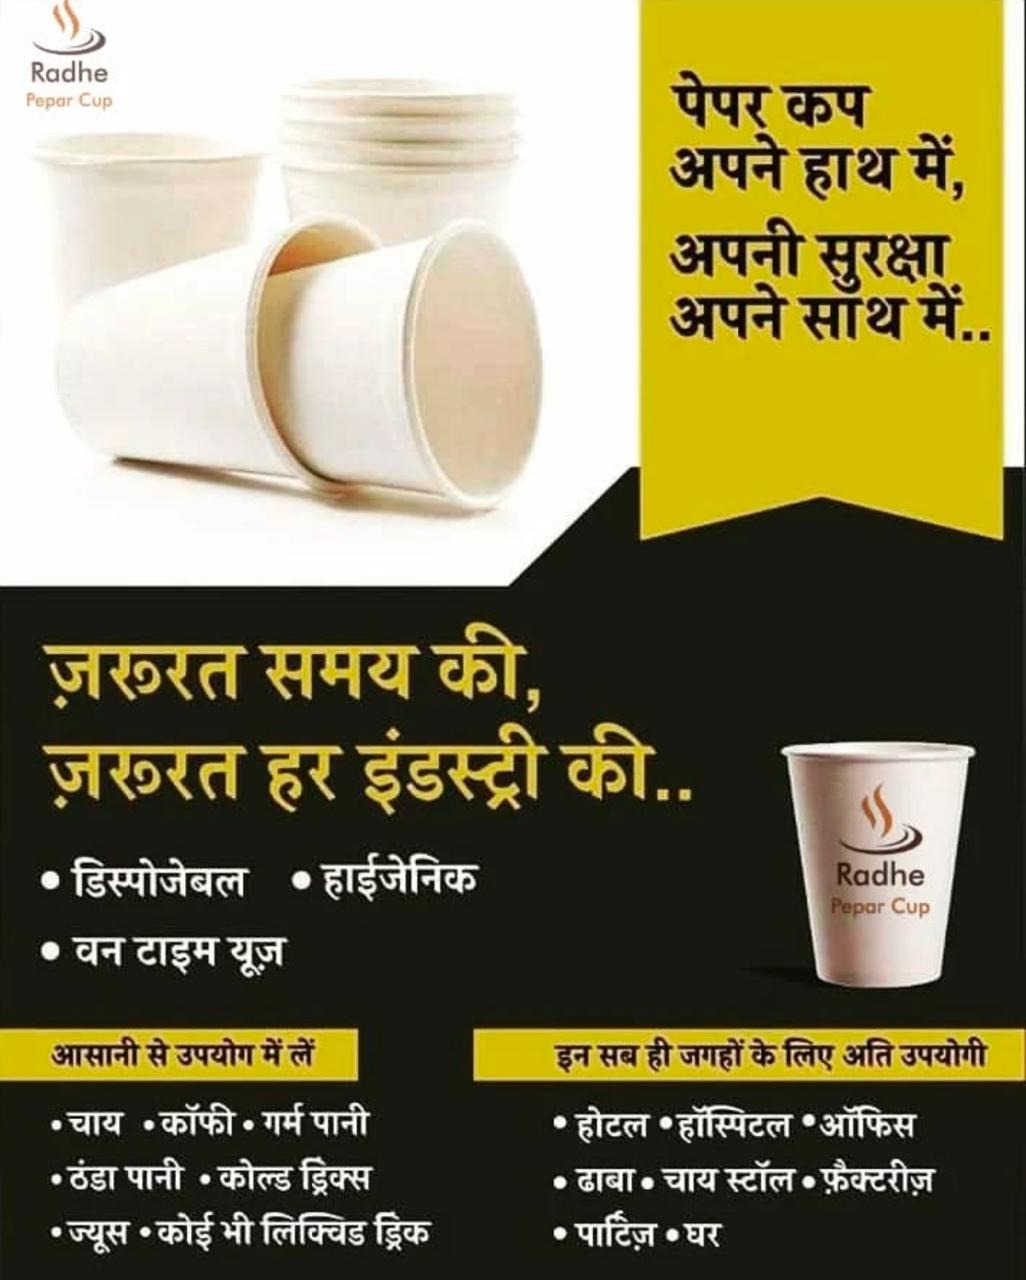 Radhe
Pepar Cup
पेपर कप
अपने हाथ में,
अपनी सुरक्षा
अपने साथ में..
ज़रूरत समय की,
ज़रूरत हर इंडस्ट्री की..
• डिस्पोजेबल • हाईजेनिक
• वन टाइम यूज़
Radhe
Pepar Cup
आसानी से उपयोग में लें
• चाय • कॉफी • गर्म पानी
• ठंडा पानी • कोल्ड ड्रिंक्स
• ज्यूस • कोई भी लिक्विड ड्रिंक
इन सब ही जगहों के लिए अति उपयोगी
• होटल • हॉस्पिटल • ऑफिस
• ढाबा • चाय स्टॉल • फ़ैक्टरीज़
• पार्टिज़ • घर